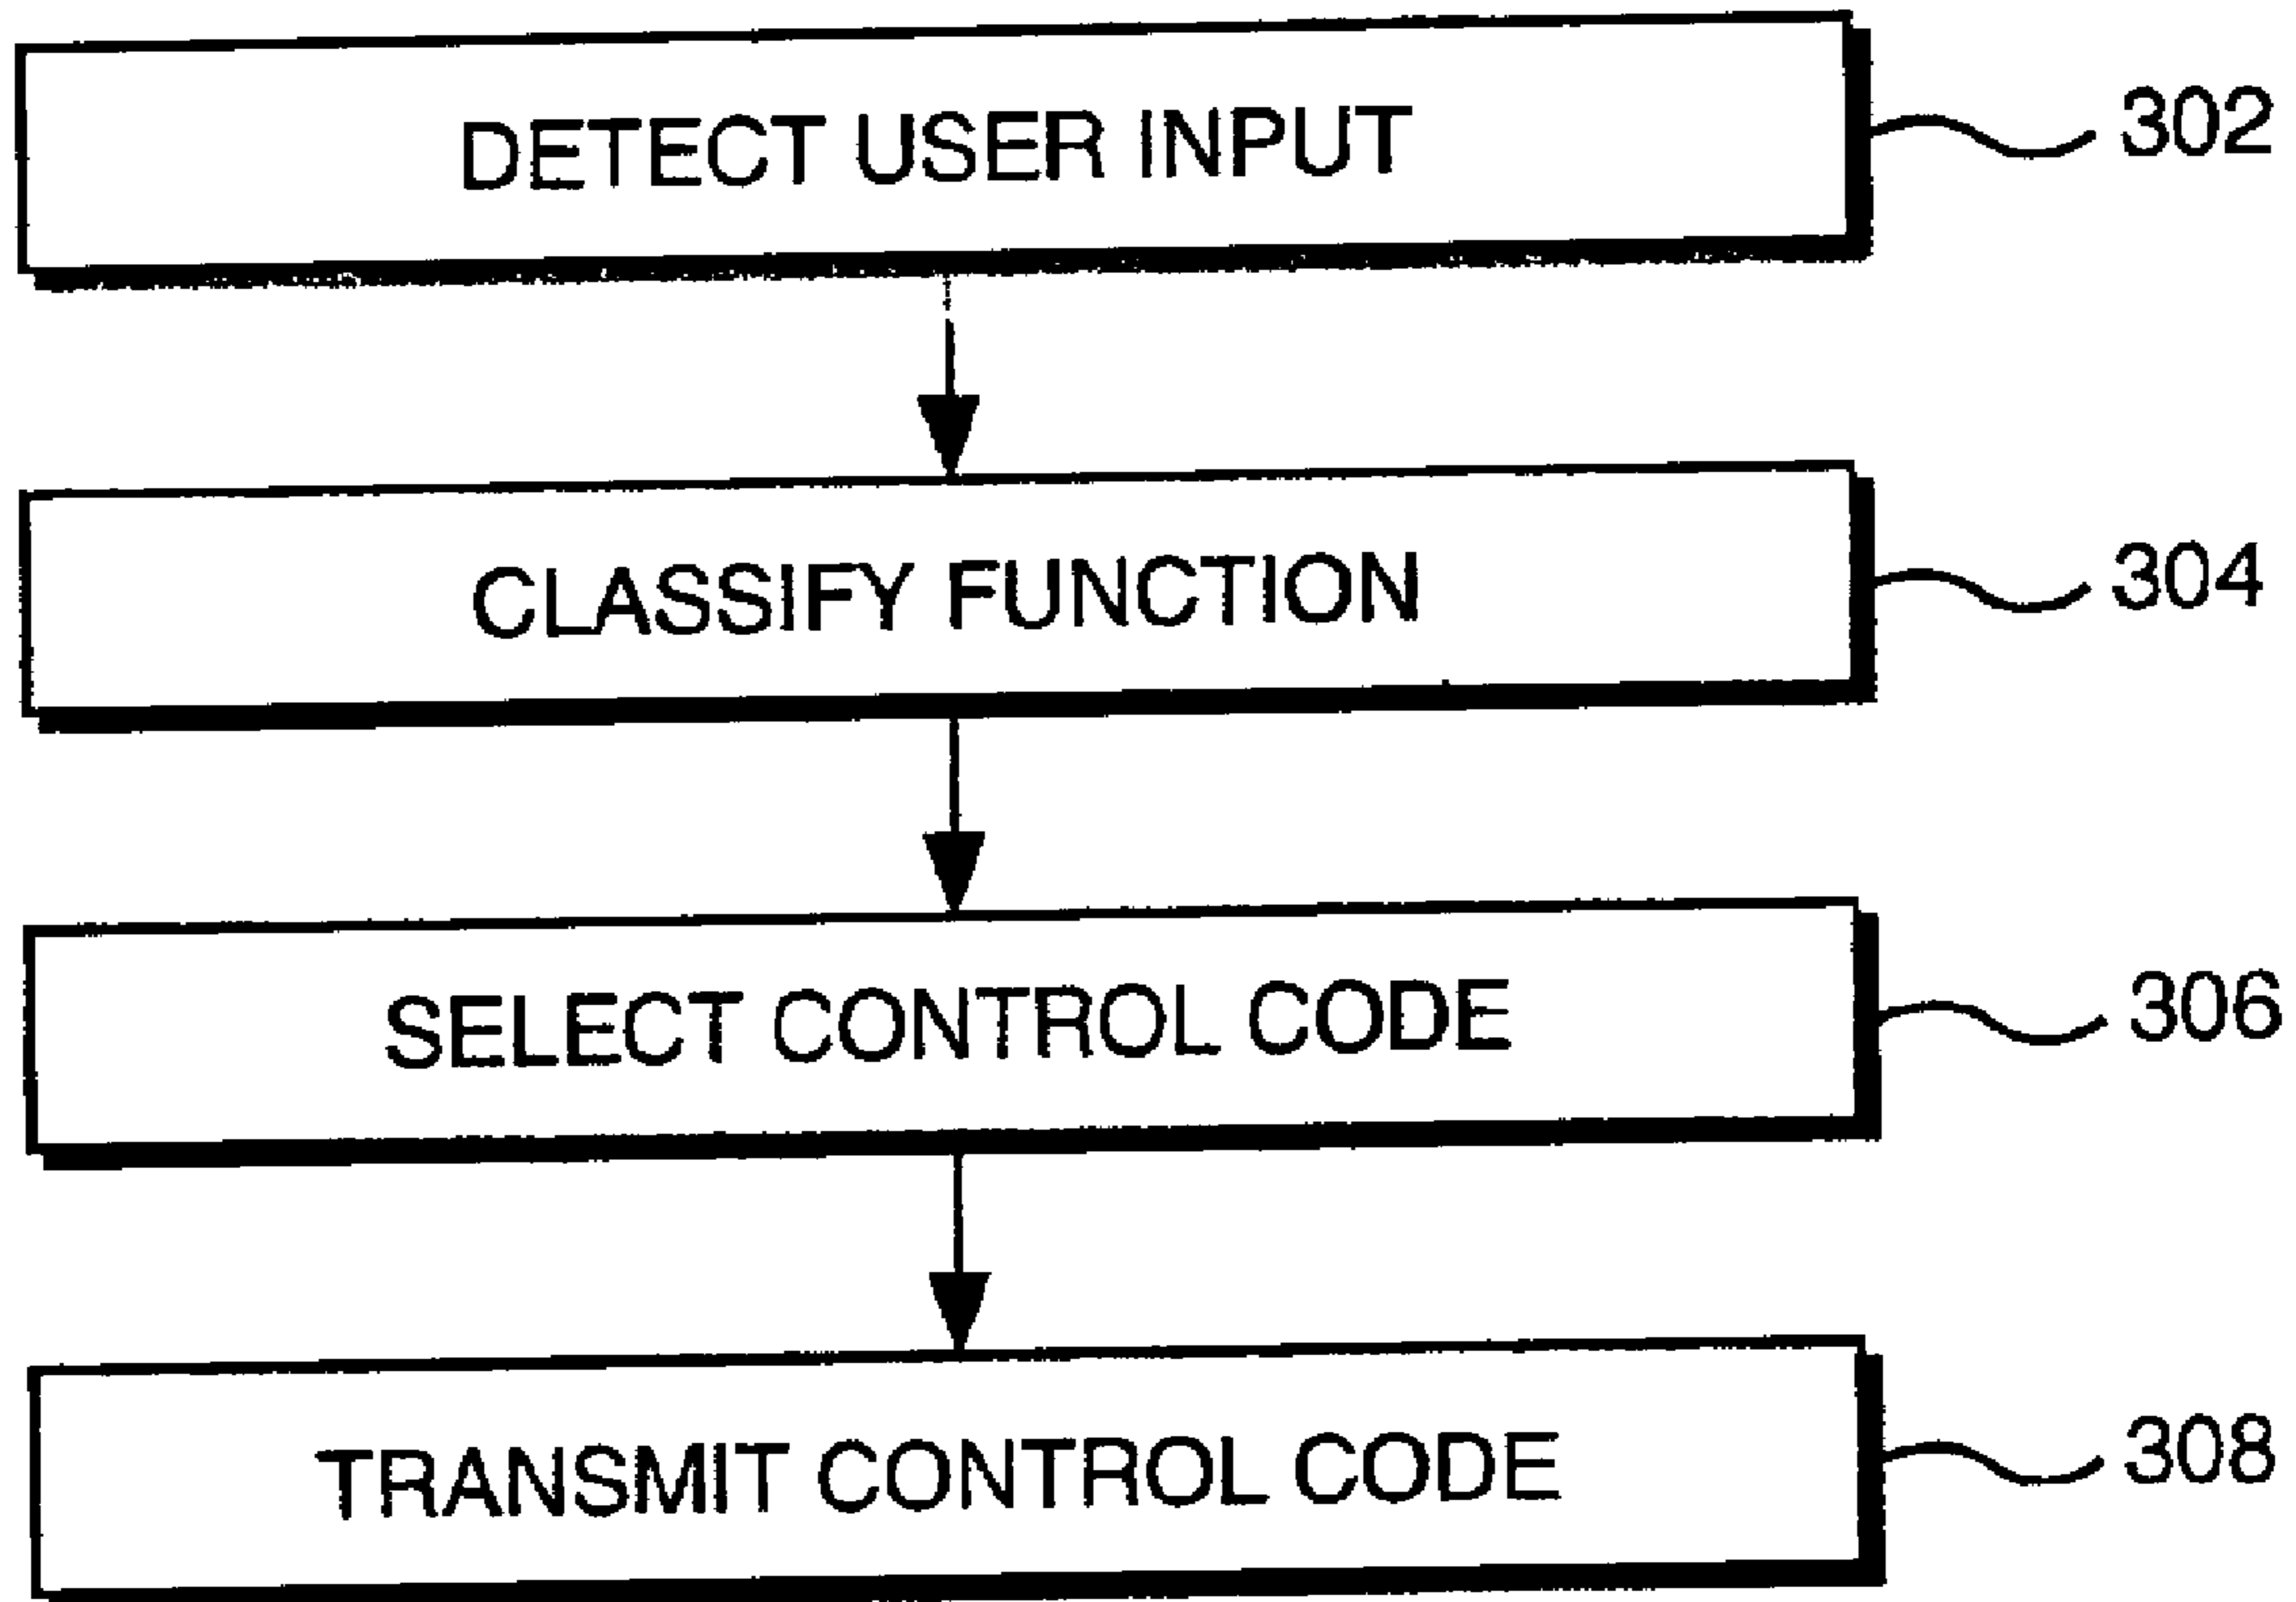 DETECT USER INPUT
302
CLASSIFY FUNCTION
304
SELECT CONTROL CODE
306
TRANSMIT CONTROL CODE
308